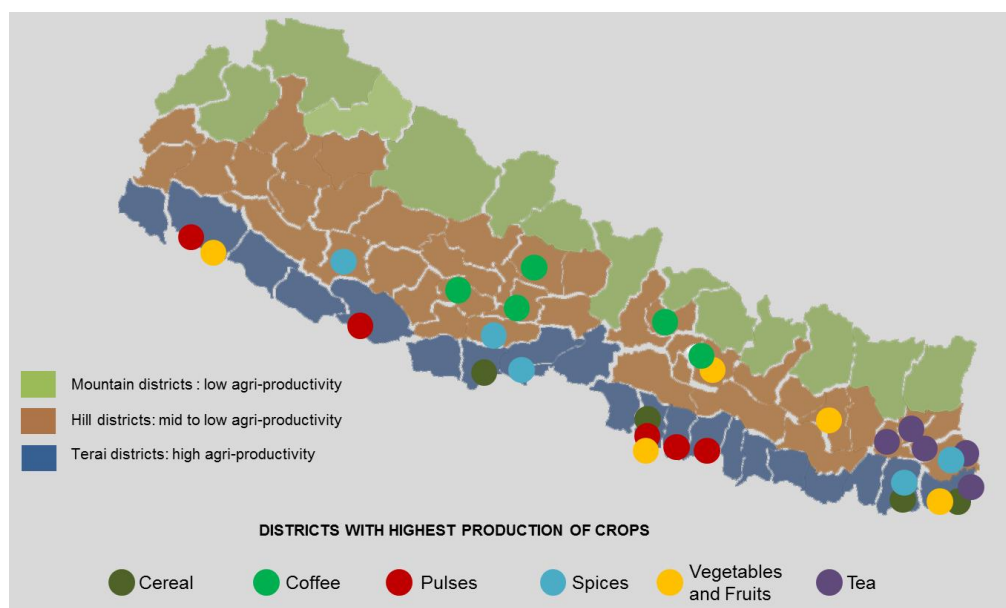 Mountain districts : low agri-productivity
Hill districts: mid to low agri-productivity
Terai districts: high agri-productivity
DISTRICTS WITH HIGHEST PRODUCTION OF CROPS
Cereal
Coffee
Pulses
Spices
Vegetables
and Fruits
Tea